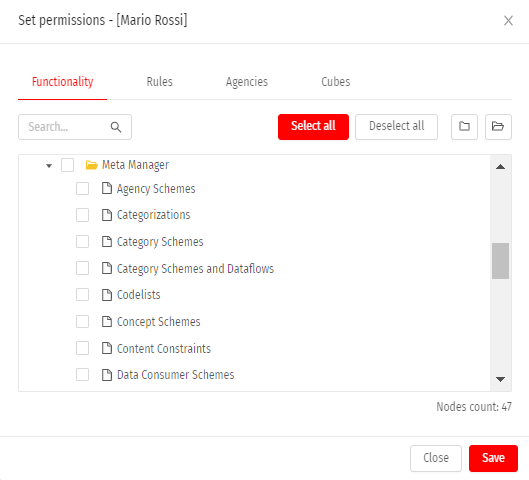 Set permissions - [Mario Rossi]
Functionality Rules Agencies Cubes
Search... Select all Deselect all
Meta Manager
Agency Schemes
Categorizations
Category Schemes
Category Schemes and Dataflows
Codelists
Concept Schemes
Content Constraints
Data Consumer Schemes
Nodes count: 47
Close Save